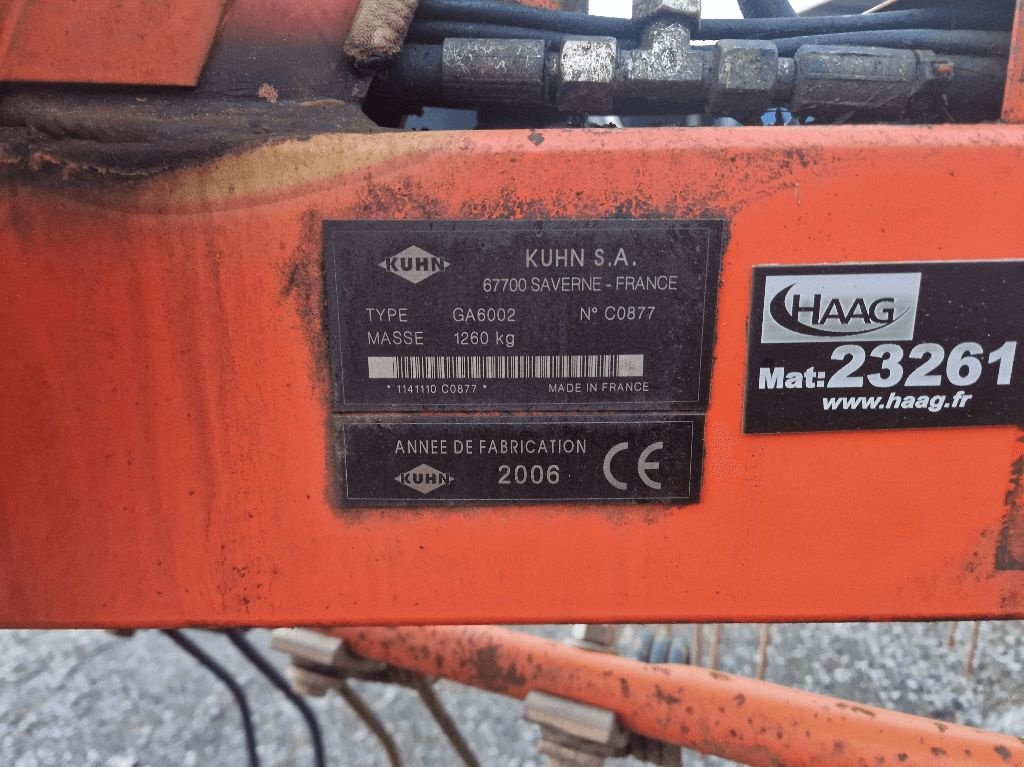 KUHN
KUHN S.A.
67700 SAVERNE - FRANCE
TYPE GA6002 N° C0877
MASSE 1260 kg
* 1141110 C0877 * MADE IN FRANCE
ANNEE DE FABRICATION
KUHN 2006 CE
HAAG
Mat:23261
www.haag.fr